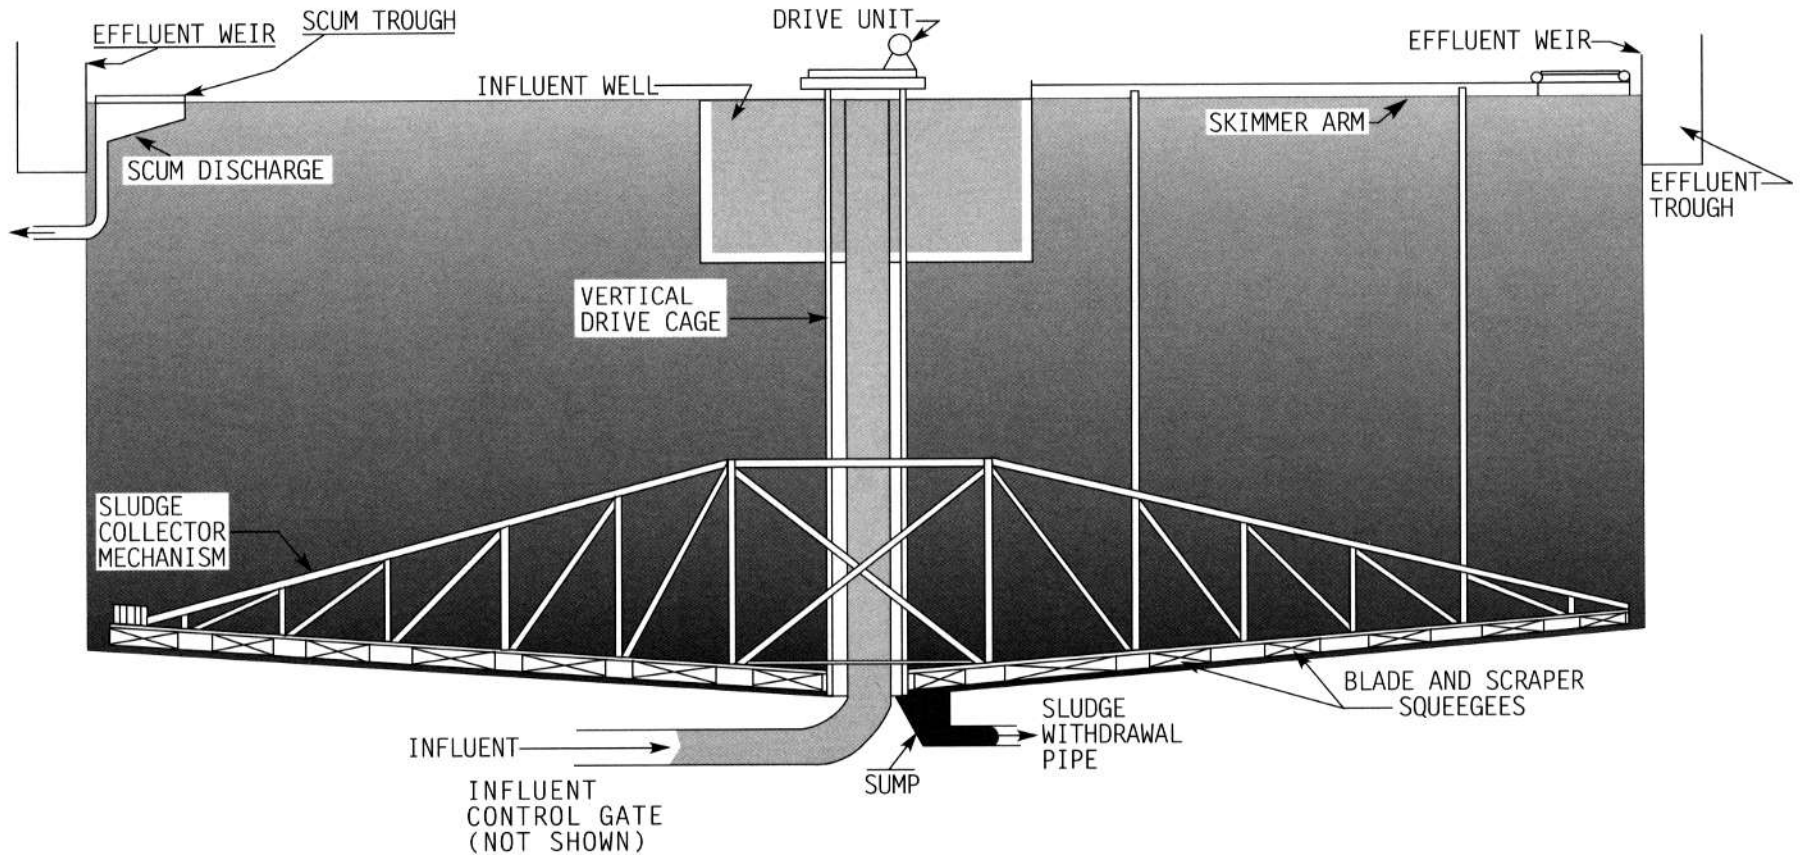 SCUM TROUGH
EFFLUENT WEIR
DRIVE UNIT
EFFLUENT WEIR
INFLUENT WELL
SKIMMER ARM
SCUM DISCHARGE
EFFLUENT
TROUGH
VERTICAL
DRIVE CAGE
SLUDGE
COLLECTOR
MECHANISM
BLADE AND SCRAPER
SQUEEGEES
SLUDGE
WITHDRAWAL
PIPE
INFLUENT
SUMP
INFLUENT
CONTROL GATE
(NOT SHOWN)